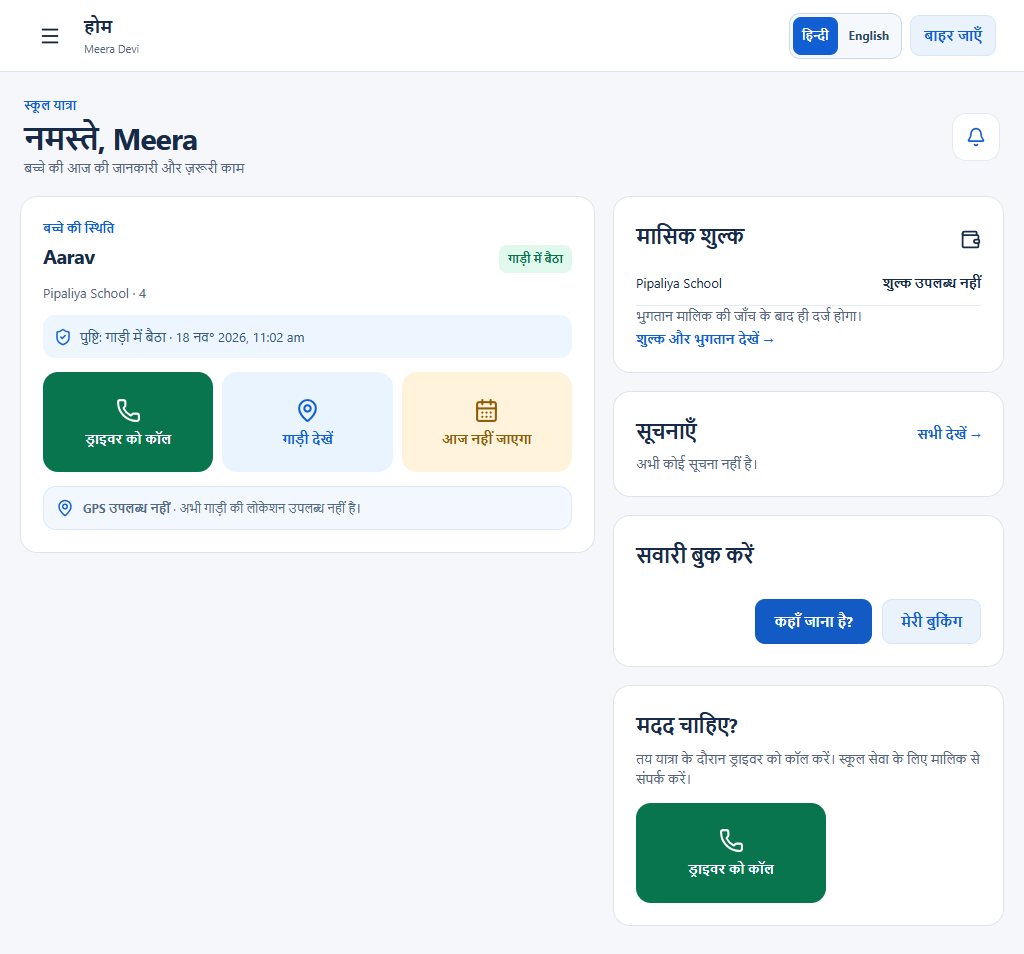 होम
Meera Devi
हिन्दी
English
बाहर जाएँ
स्कूल यात्रा
नमस्ते, Meera
बच्चे की आज की जानकारी और ज़रूरी काम
बच्चे की स्थिति
Aarav
गाड़ी में बैठा
Pipaliya School · 4
पुष्टि: गाड़ी में बैठा · 18 नव॰ 2026, 11:02 am
ड्राइवर को कॉल
गाड़ी देखें
आज नहीं जाएगा
GPS उपलब्ध नहीं · अभी गाड़ी की लोकेशन उपलब्ध नहीं है।
मासिक शुल्क
Pipaliya School
शुल्क उपलब्ध नहीं
भुगतान मालिक की जाँच के बाद ही दर्ज होगा।
शुल्क और भुगतान देखें →
सूचनाएँ
सभी देखें →
अभी कोई सूचना नहीं है।
सवारी बुक करें
कहाँ जाना है?
मेरी बुकिंग
मदद चाहिए?
तय यात्रा के दौरान ड्राइवर को कॉल करें। स्कूल सेवा के लिए मालिक से
संपर्क करें।
ड्राइवर को कॉल